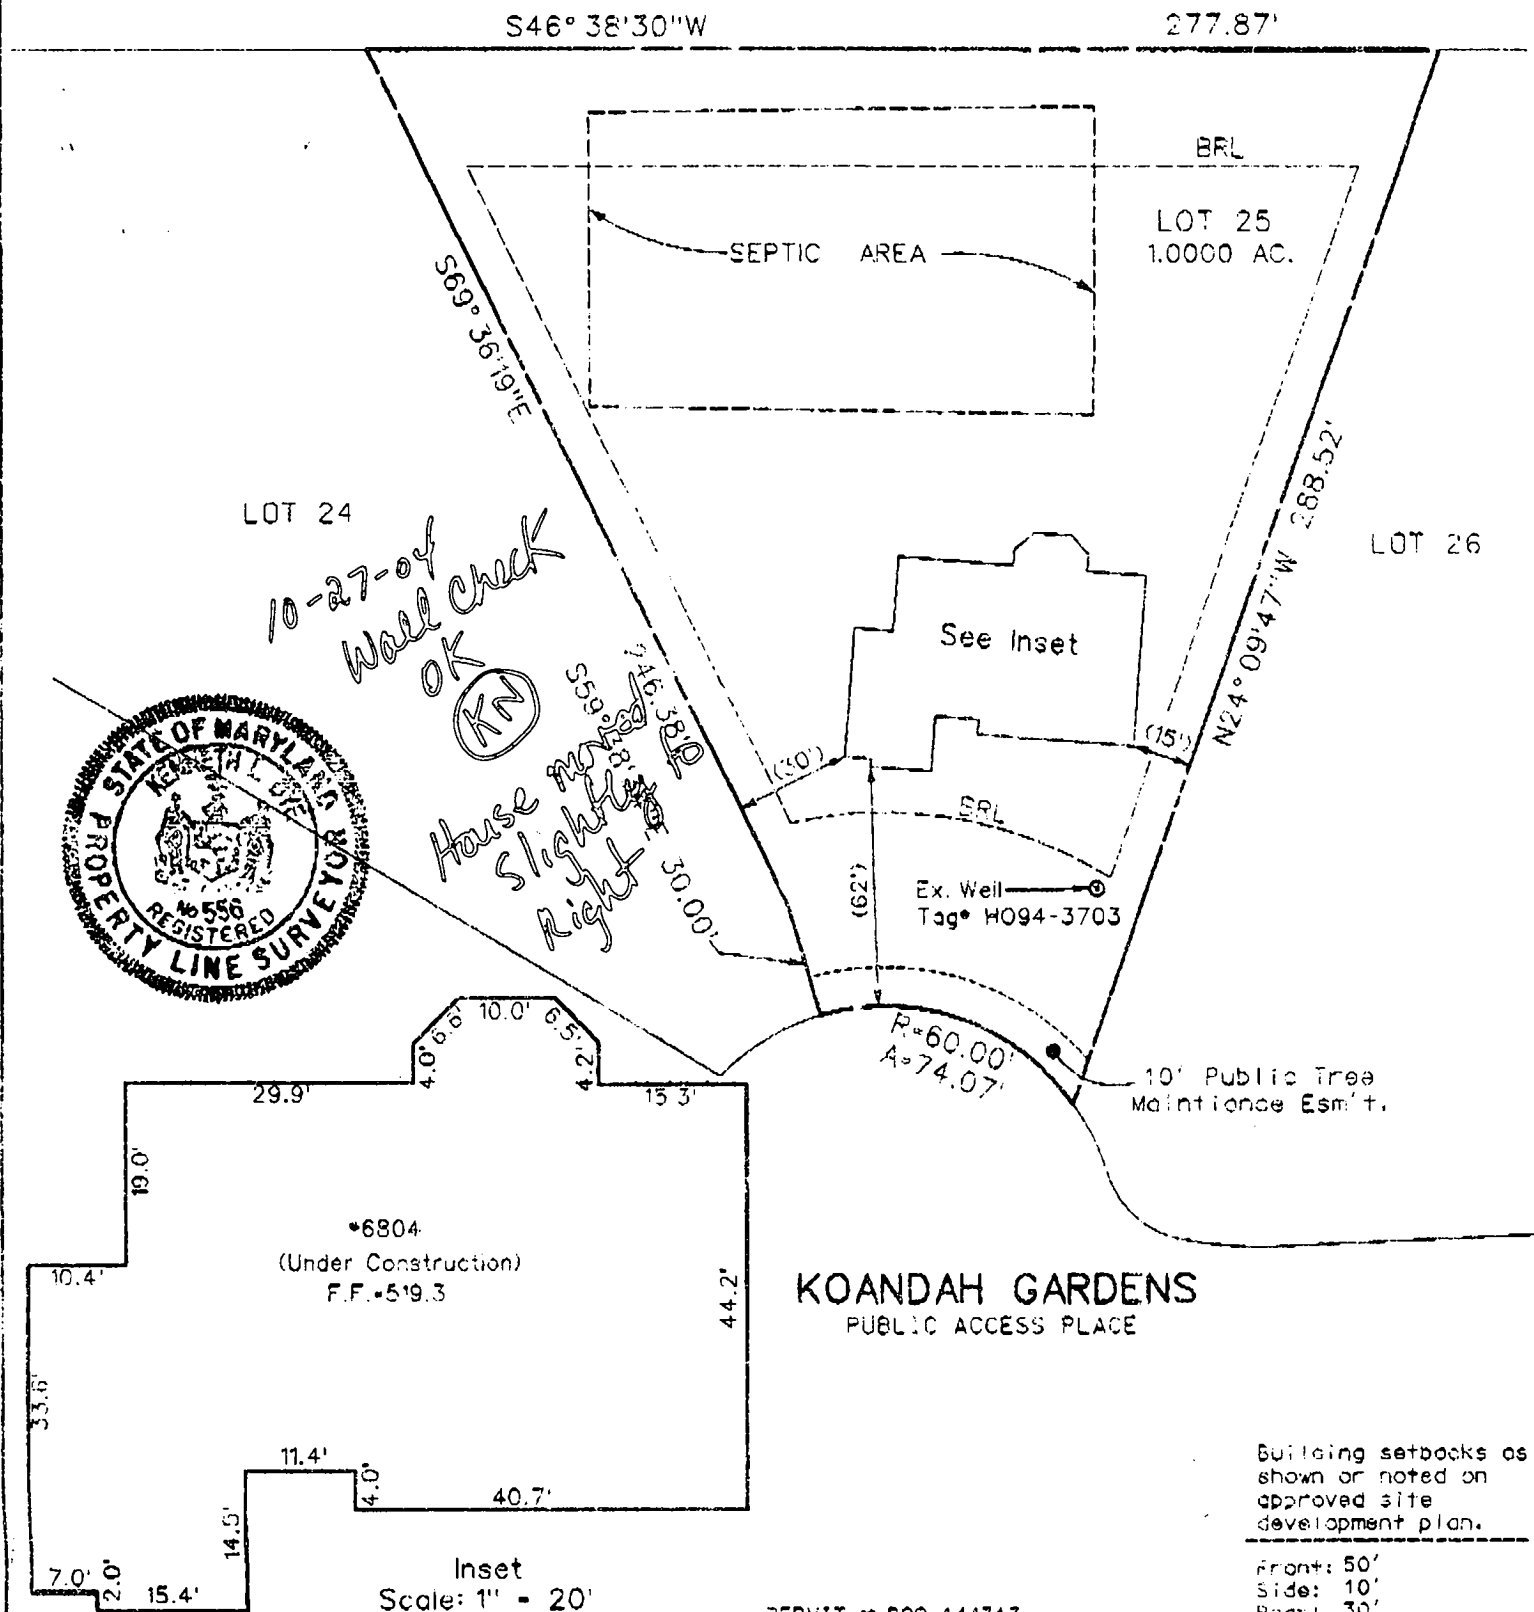 S46° 38'30"W
277.87'
BRL
LOT 25
1.0000 AC.
SEPTIC AREA
S69° 36'19"E
LOT 24
10-27-04
Wall Check
OK
KN
See Inset
N24° 09'47"W 288.52'
LOT 26
246.38'
(30')
(15')
House moved
slightly to
Right
30.00'
BRL
(62')
Ex. Well
Tag# HO94-3703
STATE OF MARYLAND
KENNETH L.
No 556
REGISTERED
PROPERTY LINE SURVEYOR
R=60.00'
A=74.07'
10' Public Tree
Maintionce Esm't.
4.0'
6.6'
10.0'
6.5'
4.2'
29.9'
19.0'
10.4'
*6804
(Under Construction)
F.F.=519.3
44.2'
33.6'
KOANDAH GARDENS
PUBLIC ACCESS PLACE
11.4'
4.0'
40.7'
14.5'
7.0'
2.0'
15.4'
Inset
Scale: 1" = 20'
Building setbacks as
shown or noted on
approved site
development plan.
Front: 50'
Side: 10'